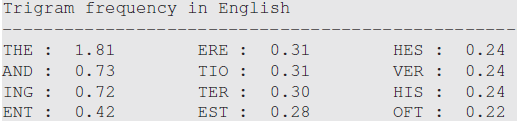 Trigram frequency in English
--------------------------------------------------
THE :  1.81        ERE :  0.31        HES :  0.24
AND :  0.73        TIO :  0.31        VER :  0.24
ING :  0.72        TER :  0.30        HIS :  0.24
ENT :  0.42        EST :  0.28        OFT :  0.22